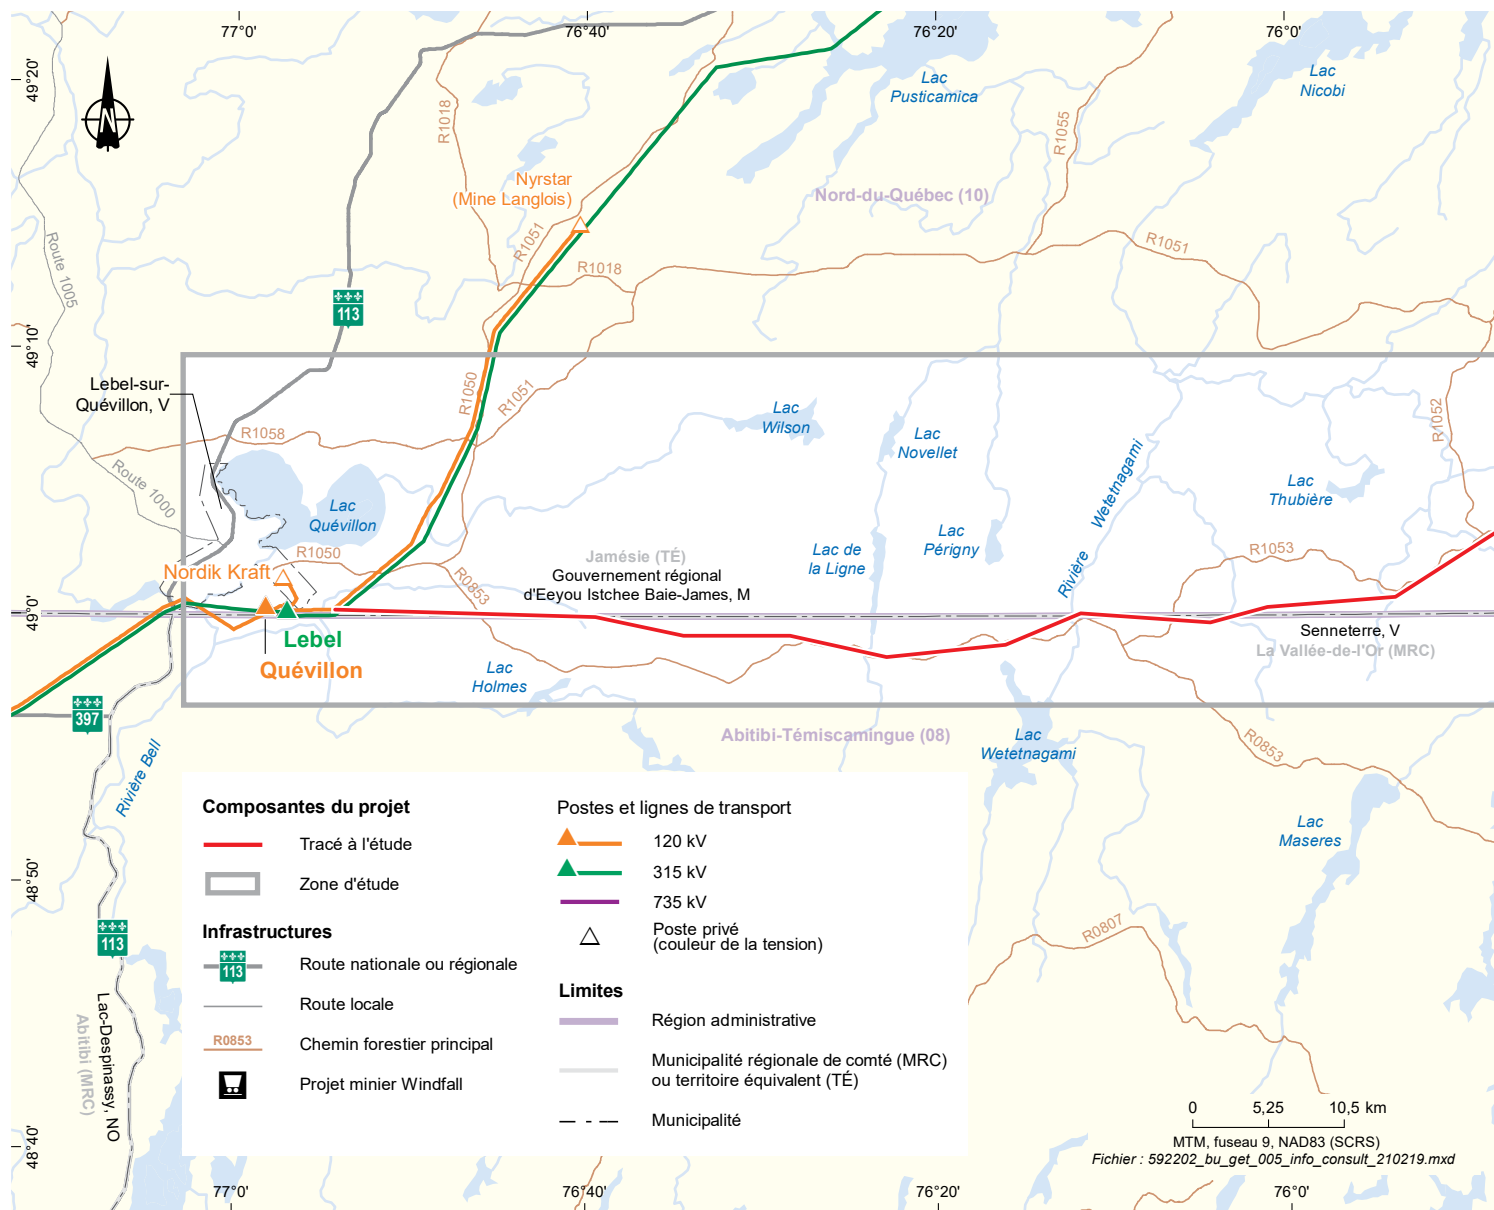 77°0'
76°40'
76°20'
76°0'
49°20'
49°10'
49°0'
48°50'
48°40'
N
Lac
Pusticamica
Lac
Nicobi
R1018
R1055
Nyrstar
(Mine Langlois)
Nord-du-Québec (10)
R1051
R1051
R1018
Route 1005
113
Lebel-sur-
Quévillon, V
R1050
R1051
R1058
Route 1000
Lac
Wilson
Lac
Novellet
R1052
Lac
Quévillon
Rivière
Wetetnagami
Lac
Thubière
Lac
Périgny
Lac de
la Ligne
R1050
R1053
Nordik Kraft
R0853
Jamésie (TÉ)
Gouvernement régional
d'Eeyou Istchee Baie-James, M
Lebel
Quévillon
Senneterre, V
La Vallée-de-l'Or (MRC)
Lac
Holmes
397
Abitibi-Témiscamingue (08)
Lac
Wetetnagami
R0853
Rivière Bell
Lac
Maseres
R0807
113
Lac-Despinassy, NO
Abitibi (MRC)
Composantes du projet
Tracé à l'étude
Zone d'étude
Infrastructures
113
Route nationale ou régionale
Route locale
R0853
Chemin forestier principal
Projet minier Windfall
Postes et lignes de transport
120 kV
315 kV
735 kV
Poste privé
(couleur de la tension)
Limites
Région administrative
Municipalité régionale de comté (MRC)
ou territoire équivalent (TÉ)
Municipalité
0 5,25 10,5 km
MTM, fuseau 9, NAD83 (SCRS)
Fichier : 592202_bu_get_005_info_consult_210219.mxd
77°0'
76°40'
76°20'
76°0'